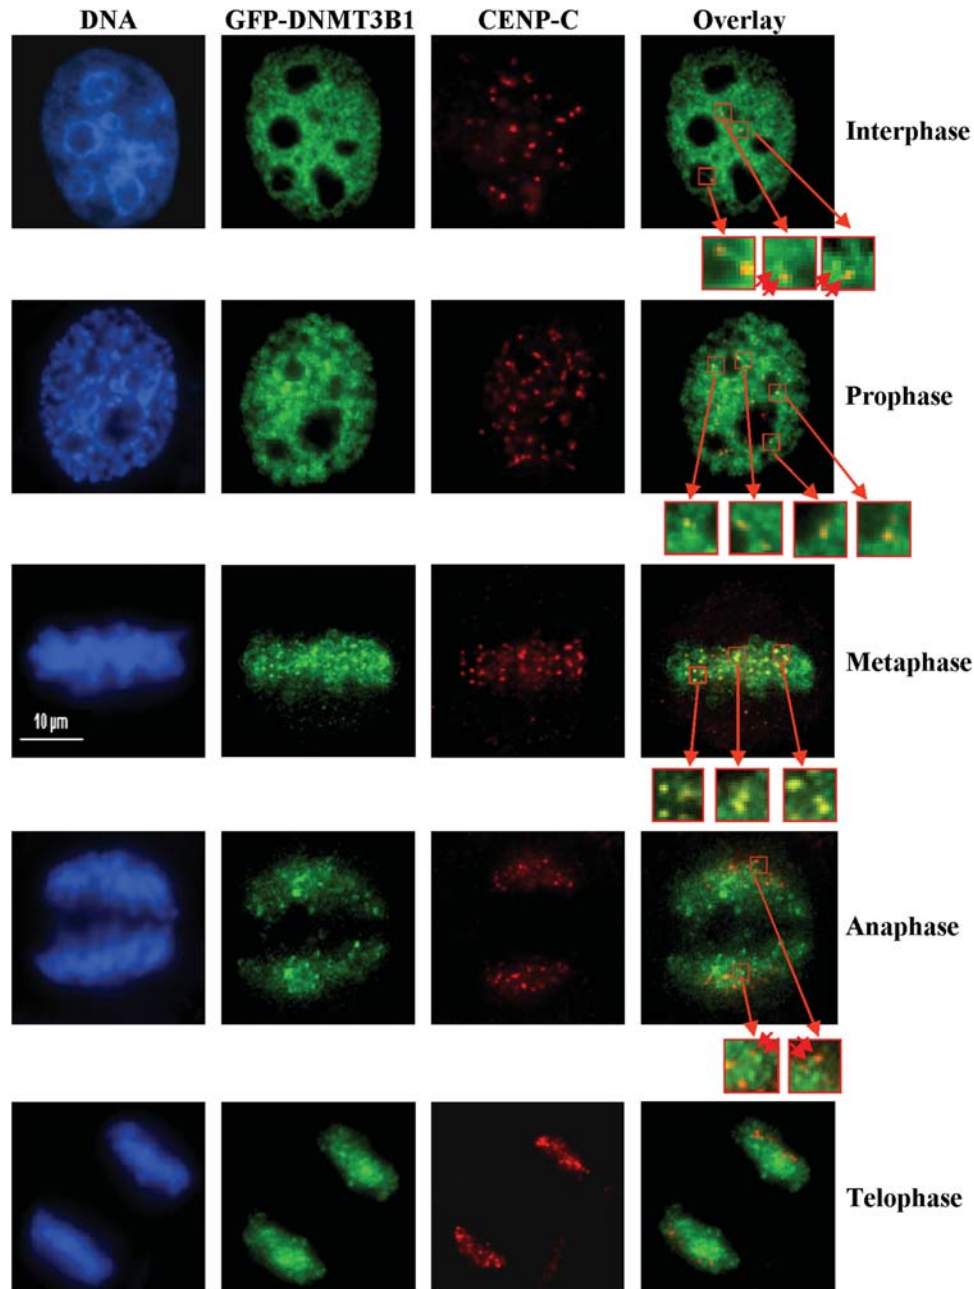 DNA GFP-DNMT3B1 CENP-C Overlay
Interphase
Prophase
Metaphase
10 µm
Anaphase
Telophase